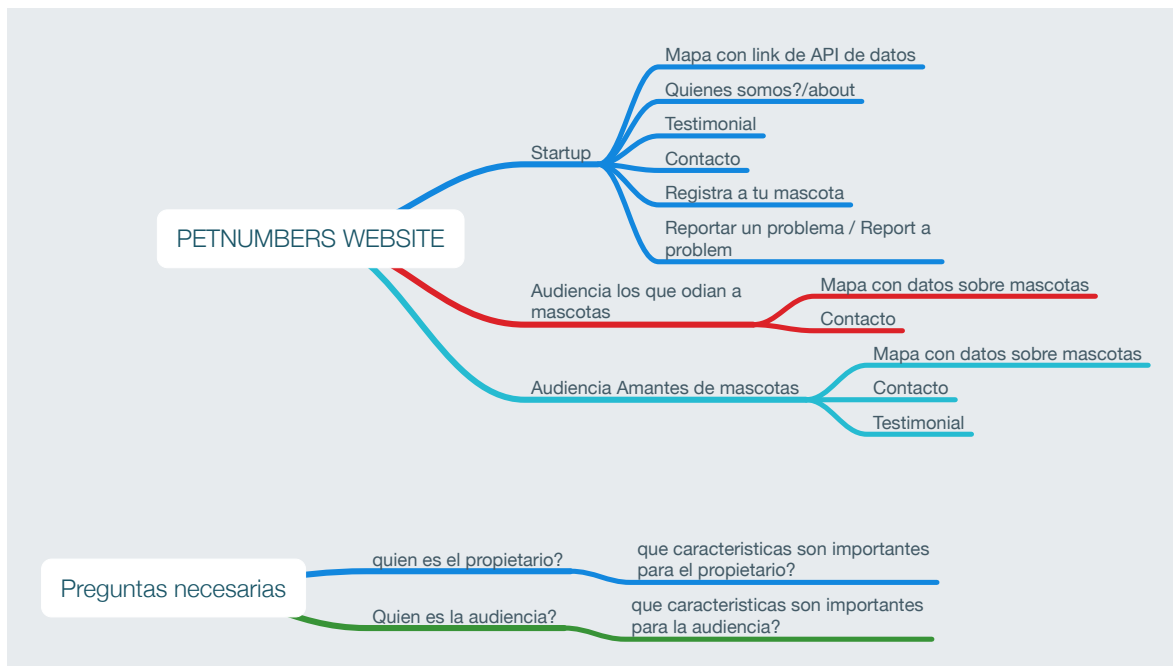 Mapa con link de API de datos
Quienes somos?/about
Testimonial
Startup
Contacto
Registra a tu mascota
Reportar un problema / Report a
problem
PETNUMBERS WEBSITE
Audiencia los que odian a
mascotas
Mapa con datos sobre mascotas
Contacto
Mapa con datos sobre mascotas
Audiencia Amantes de mascotas
Contacto
Testimonial
Preguntas necesarias
quien es el propietario?
que caracteristicas son importantes
para el propietario?
Quien es la audiencia?
que caracteristicas son importantes
para la audiencia?